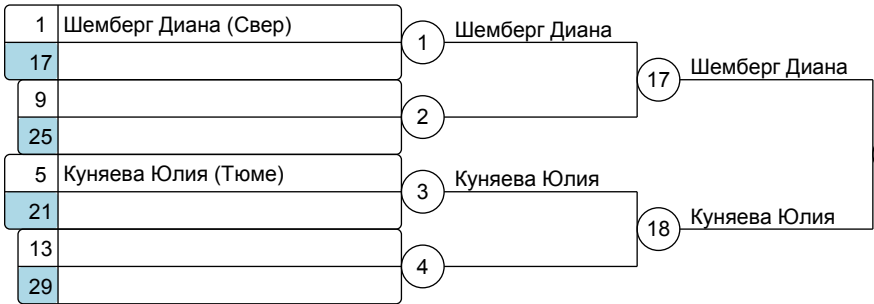 1 Шемберг Диана (Свер)
17
1 Шемберг Диана
9
25
2
17 Шемберг Диана
5 Куняева Юлия (Тюме)
21
3 Куняева Юлия
13
29
4
18 Куняева Юлия